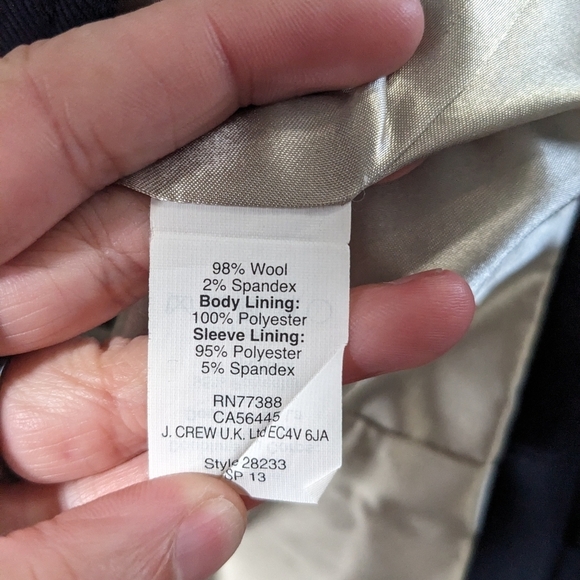 98% Wool
2% Spandex
Body Lining:
100% Polyester
Sleeve Lining:
95% Polyester
5% Spandex
RN77388
CA56445
J. CREW U.K. Ltd EC4V 6JA
Style 28233
SP 13